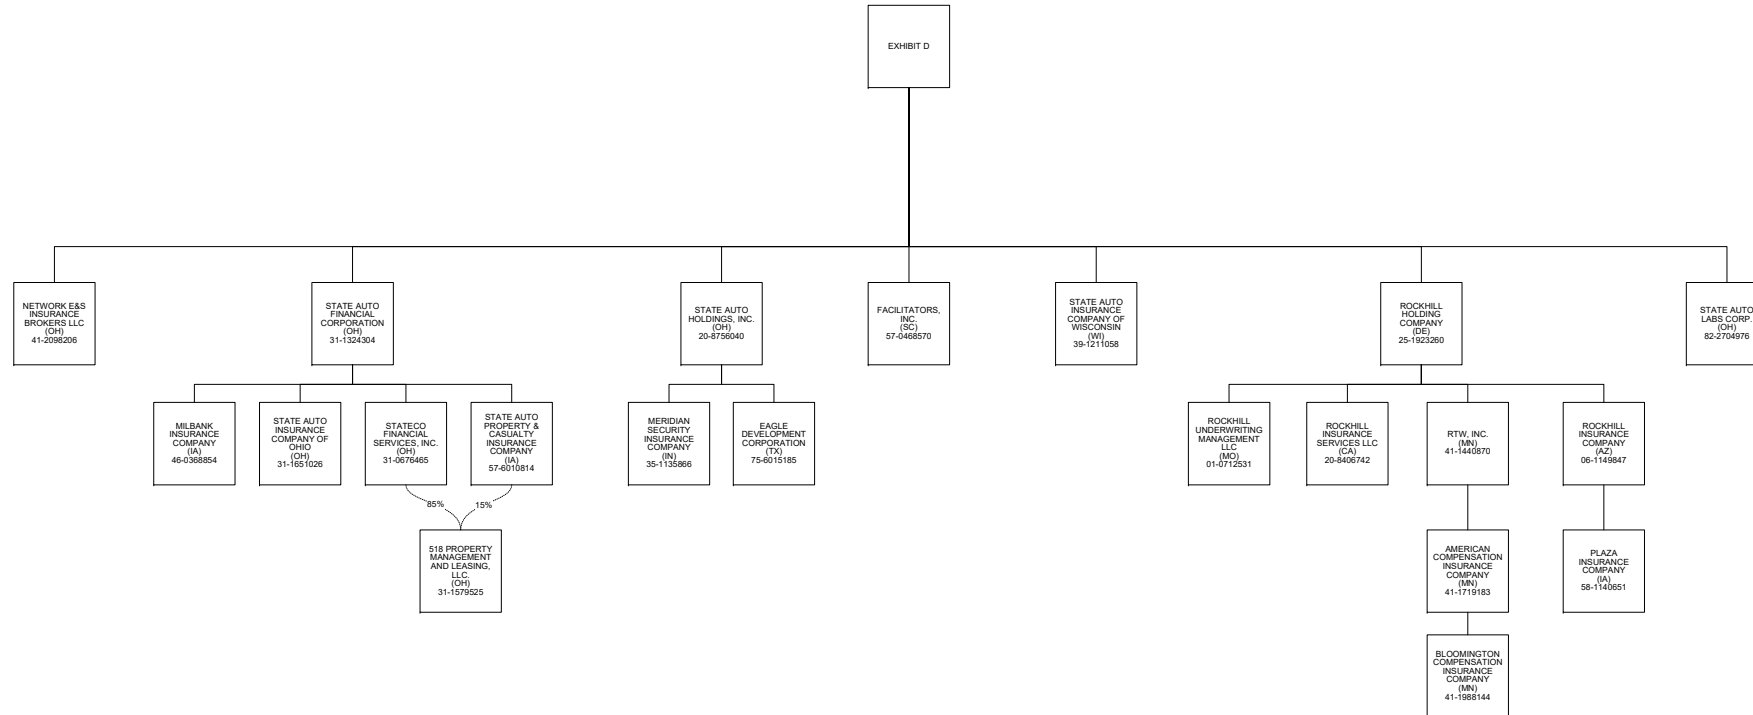 EXHIBIT D
NETWORK E&S
INSURANCE
BROKERS LLC
(OH)
41-2098206
STATE AUTO
FINANCIAL
CORPORATION
(OH)
31-1324304
STATE AUTO
HOLDINGS, INC.
(OH)
20-8756040
FACILITATORS,
INC.
(SC)
57-0468570
STATE AUTO
INSURANCE
COMPANY OF
WISCONSIN
(WI)
39-1211058
ROCKHILL
HOLDING
COMPANY
(DE)
25-1923260
STATE AUTO
LABS CORP.
(OH)
82-2704976
MILBANK
INSURANCE
COMPANY
(IA)
46-0368854
STATE AUTO
INSURANCE
COMPANY OF
OHIO
(OH)
31-1651026
STATECO
FINANCIAL
SERVICES, INC.
(OH)
31-0676465
STATE AUTO
PROPERTY &
CASUALTY
INSURANCE
COMPANY
(IA)
57-6010814
MERIDIAN
SECURITY
INSURANCE
COMPANY
(IN)
35-1135866
EAGLE
DEVELOPMENT
CORPORATION
(TX)
75-6015185
ROCKHILL
UNDERWRITING
MANAGEMENT
LLC
(MO)
01-0712531
ROCKHILL
INSURANCE
SERVICES LLC
(CA)
20-8406742
RTW, INC.
(MN)
41-1440870
ROCKHILL
INSURANCE
COMPANY
(AZ)
06-1149847
85%
15%
518 PROPERTY
MANAGEMENT
AND LEASING,
LLC.
(OH)
31-1579525
AMERICAN
COMPENSATION
INSURANCE
COMPANY
(MN)
41-1719183
PLAZA
INSURANCE
COMPANY
(IA)
58-1140651
BLOOMINGTON
COMPENSATION
INSURANCE
COMPANY
(MN)
41-1988144